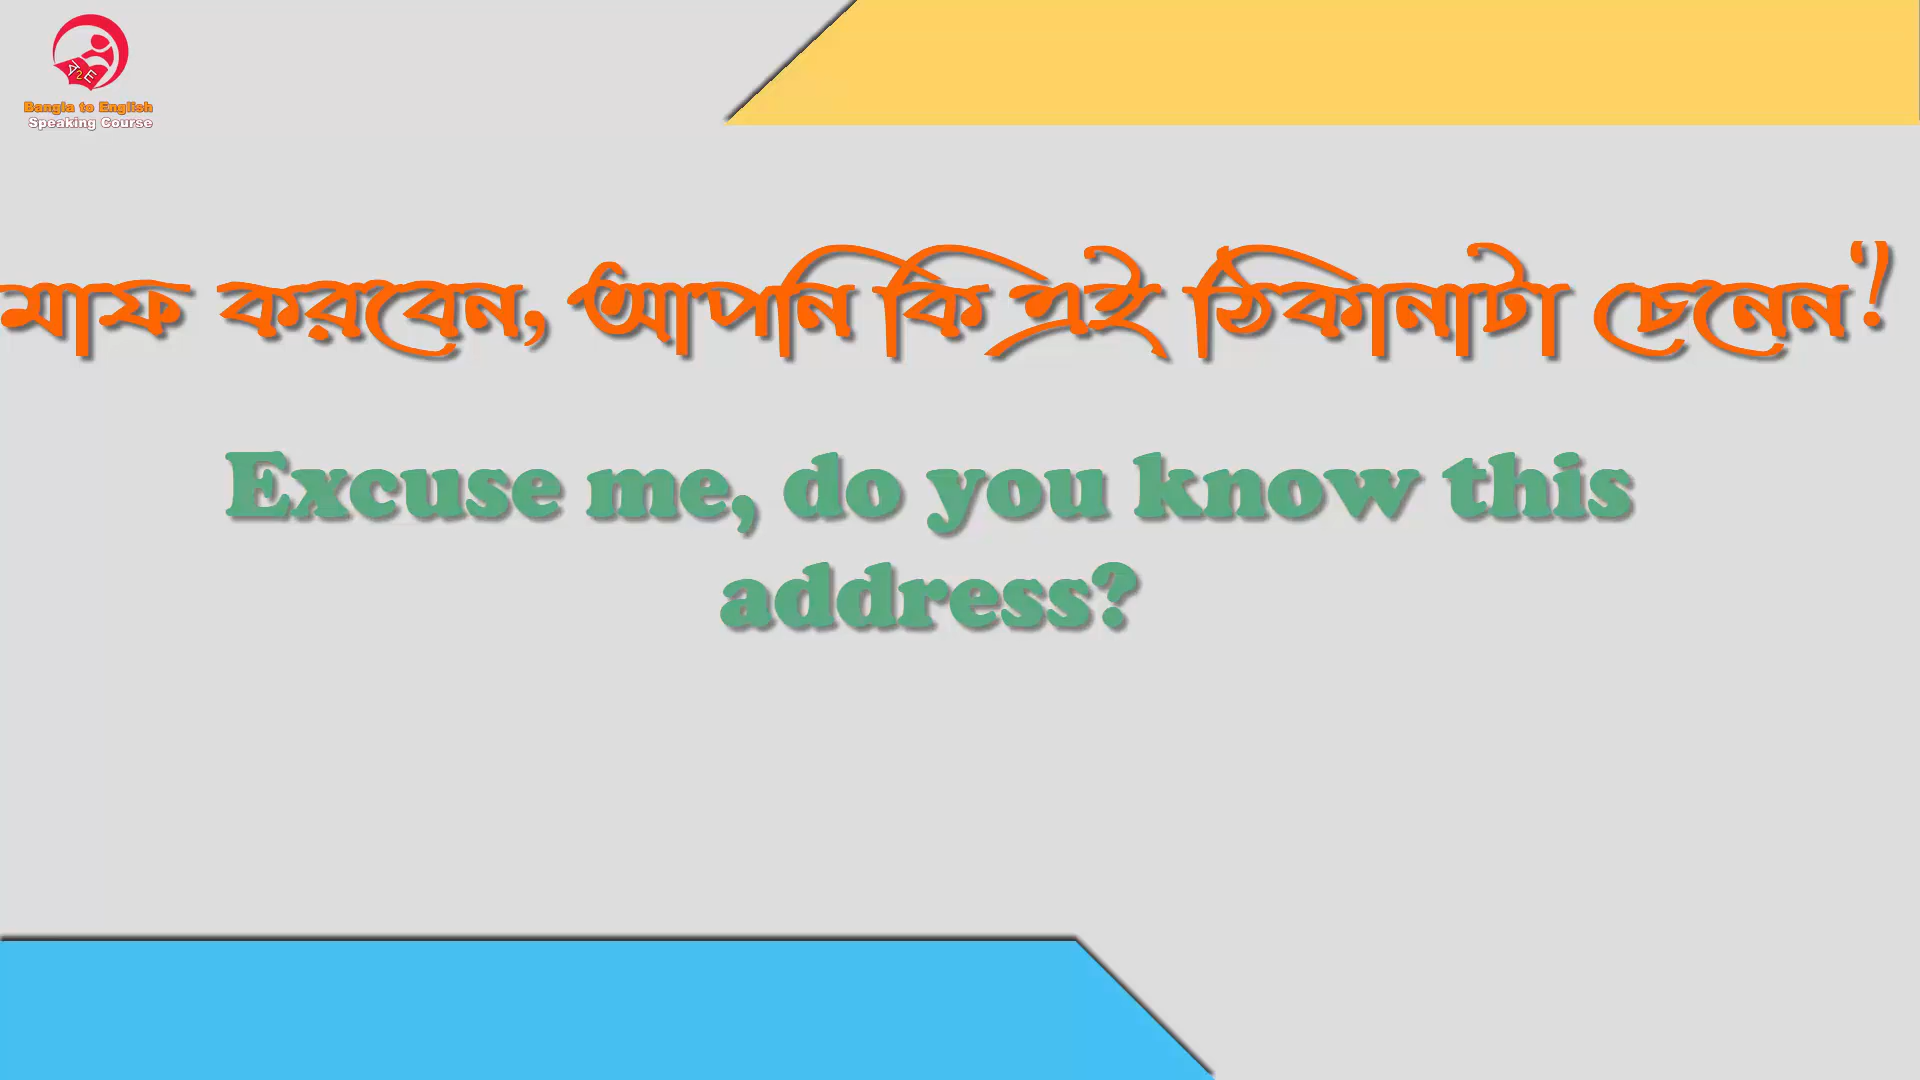 Bangla to English
Speaking Course
মাফ করবেন, আপনি কি এই ঠিকানাটা চেনেন?
Excuse me, do you know this
address?